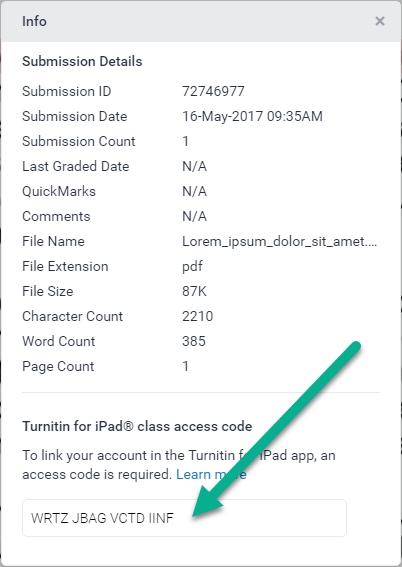 Info ×
Submission Details
Submission ID 72746977
Submission Date 16-May-2017 09:35AM
Submission Count 1
Last Graded Date N/A
QuickMarks N/A
Comments N/A
File Name Lorem_ipsum_dolor_sit_amet....
File Extension pdf
File Size 87K
Character Count 2210
Word Count 385
Page Count 1
Turnitin for iPad® class access code
To link your account in the Turnitin for iPad app, an
access code is required. Learn more
WRTZ JBAG VCTD IINF